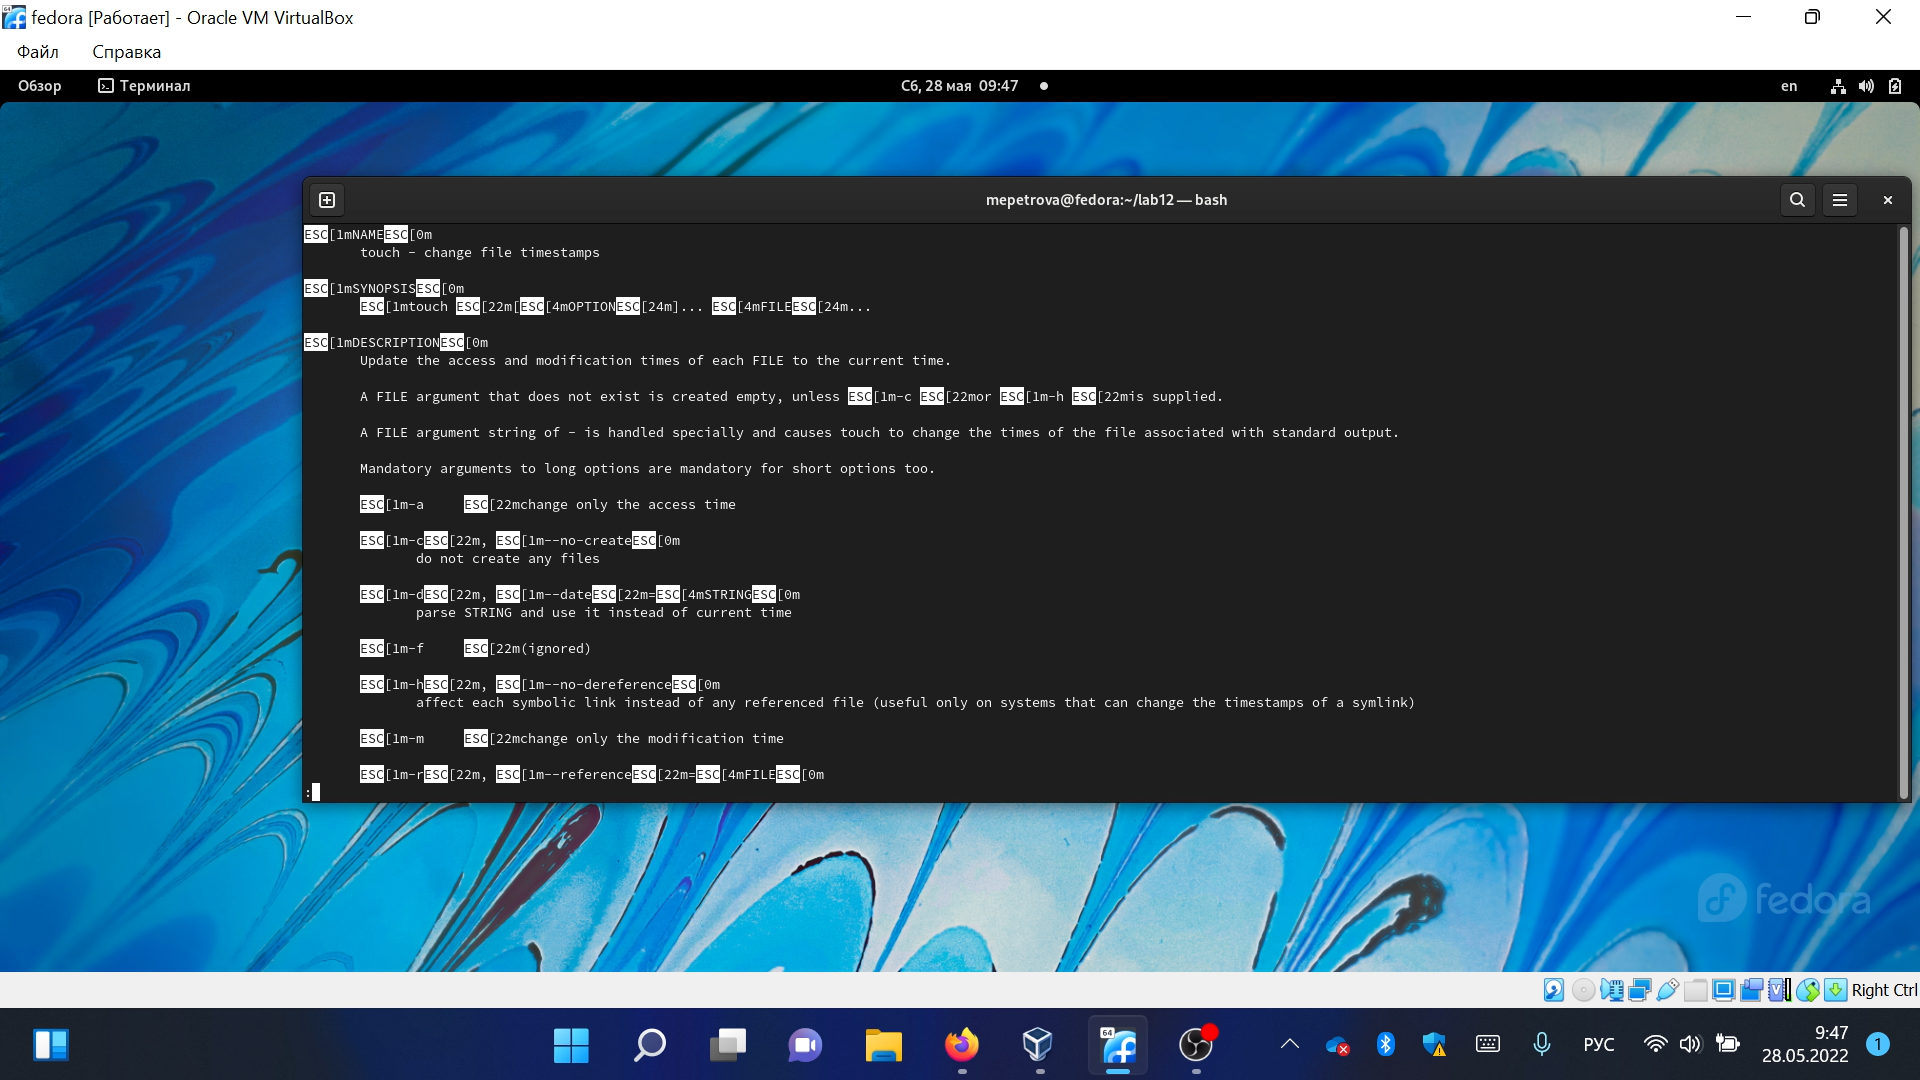 fedora [Работает] - Oracle VM VirtualBox
Файл Справка
Обзор Терминал Сб, 28 мая 09:47 en
mepetrova@fedora:~/lab12 — bash
ESC[1mNAMEESC[0m
touch - change file timestamps
ESC[1mSYNOPSISESC[0m
ESC[1mtouch ESC[22m[ESC[4mOPTIONESC[24m]... ESC[4mFILEESC[24m...
ESC[1mDESCRIPTIONESC[0m
Update the access and modification times of each FILE to the current time.
A FILE argument that does not exist is created empty, unless ESC[1m-c ESC[22mor ESC[1m-h ESC[22mis supplied.
A FILE argument string of - is handled specially and causes touch to change the times of the file associated with standard output.
Mandatory arguments to long options are mandatory for short options too.
ESC[1m-a ESC[22mchange only the access time
ESC[1m-cESC[22m, ESC[1m--no-createESC[0m
do not create any files
ESC[1m-dESC[22m, ESC[1m--dateESC[22m=ESC[4mSTRINGESC[0m
parse STRING and use it instead of current time
ESC[1m-f ESC[22m(ignored)
ESC[1m-hESC[22m, ESC[1m--no-dereferenceESC[0m
affect each symbolic link instead of any referenced file (useful only on systems that can change the timestamps of a symlink)
ESC[1m-m ESC[22mchange only the modification time
ESC[1m-rESC[22m, ESC[1m--referenceESC[22m=ESC[4mFILEESC[0m
:
fedora
Right Ctrl
64
РУС
9:47
28.05.2022
1